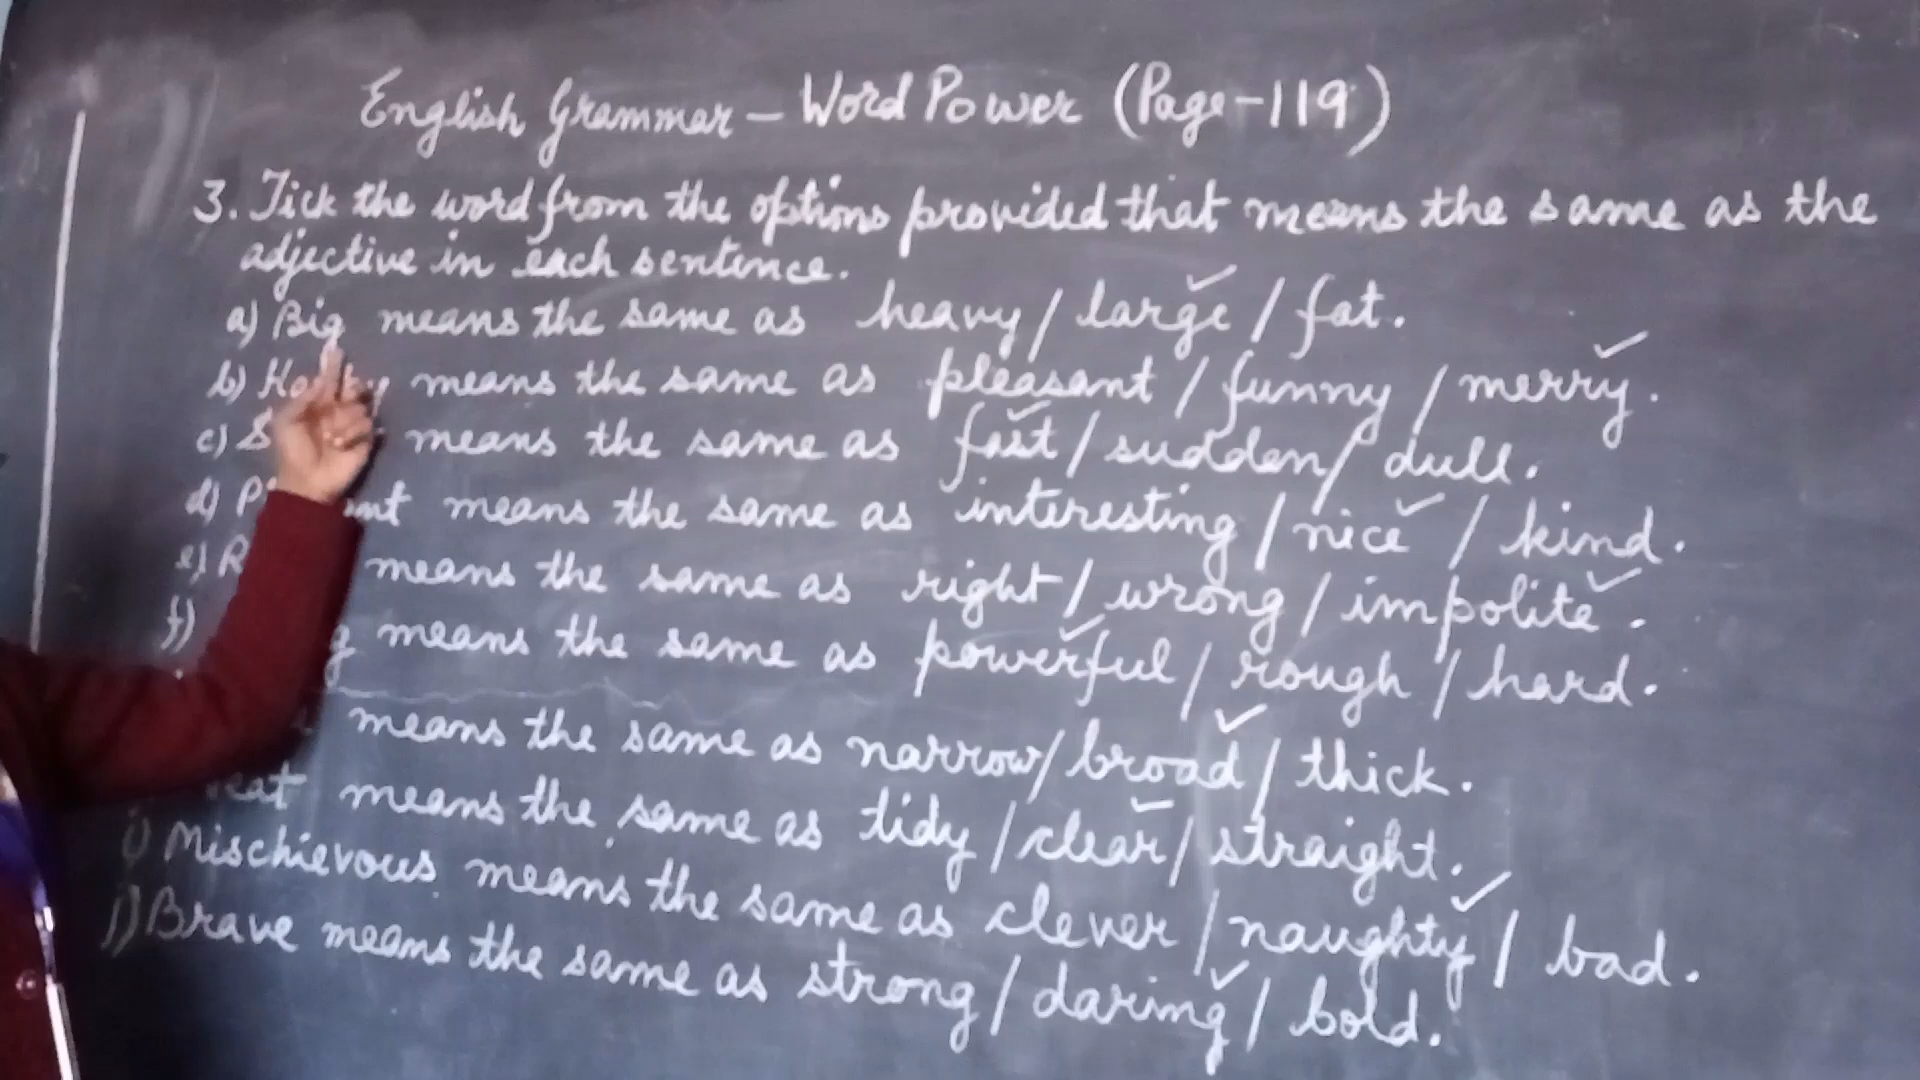 English Grammar - Word Power (Page-119)
3. Tick the word from the options provided that means the same as the
adjective in each sentence.
a) Big means the same as heavy / large / fat.
b) means the same as pleasant / funny / merry.
c) means the same as fast / sudden / dull.
d) means the same as interesting / nice / kind.
e) means the same as right / wrong / impolite.
f) means the same as powerful / rough / hard.
means the same as narrow / broad / thick.
means the same as tidy / clear / straight.
i) Mischievous means the same as clever / naughty / bad.
j) Brave means the same as strong / daring / bold.